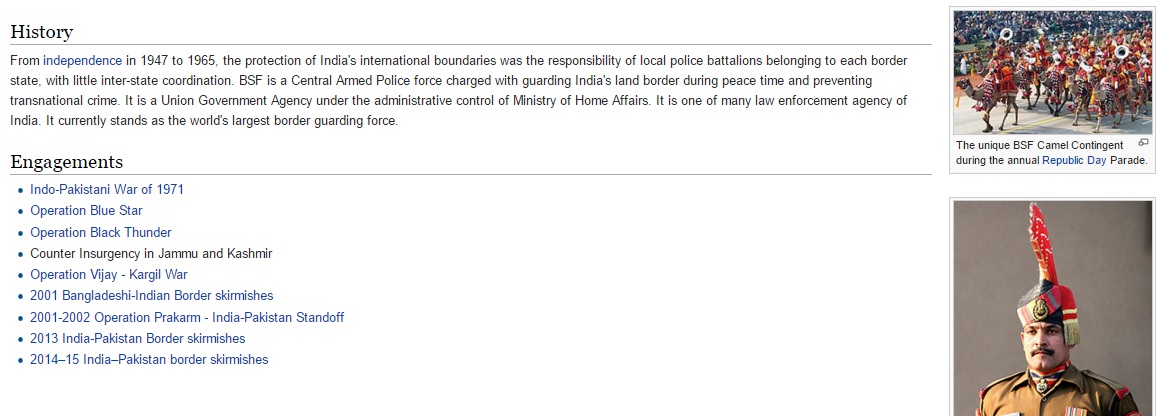 History
From independence in 1947 to 1965, the protection of India's international boundaries was the responsibility of local police battalions belonging to each border
state, with little inter-state coordination. BSF is a Central Armed Police force charged with guarding India's land border during peace time and preventing
transnational crime. It is a Union Government Agency under the administrative control of Ministry of Home Affairs. It is one of many law enforcement agency of
India. It currently stands as the world's largest border guarding force.
Engagements
Indo-Pakistani War of 1971
Operation Blue Star
Operation Black Thunder
Counter Insurgency in Jammu and Kashmir
Operation Vijay - Kargil War
2001 Bangladeshi-Indian Border skirmishes
2001-2002 Operation Prakarm - India-Pakistan Standoff
2013 India-Pakistan Border skirmishes
2014–15 India–Pakistan border skirmishes
The unique BSF Camel Contingent
during the annual Republic Day Parade.